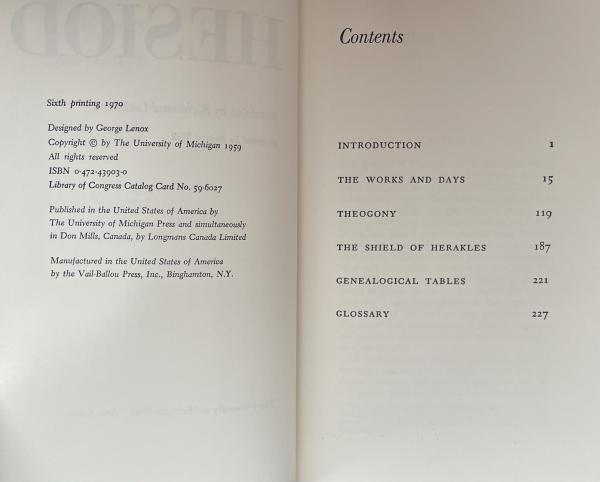 Sixth printing 1970
Designed by George Lenox
Copyright © by The University of Michigan 1959
All rights reserved
ISBN 0-472-43903-0
Library of Congress Catalog Card No. 59-6027
Published in the United States of America by
The University of Michigan Press and simultaneously
in Don Mills, Canada, by Longmans Canada Limited
Manufactured in the United States of America
by the Vail-Ballou Press, Inc., Binghamton, N.Y.
Contents
INTRODUCTION 1
THE WORKS AND DAYS 15
THEOGONY 119
THE SHIELD OF HERAKLES 187
GENEALOGICAL TABLES 221
GLOSSARY 227
HESIOD